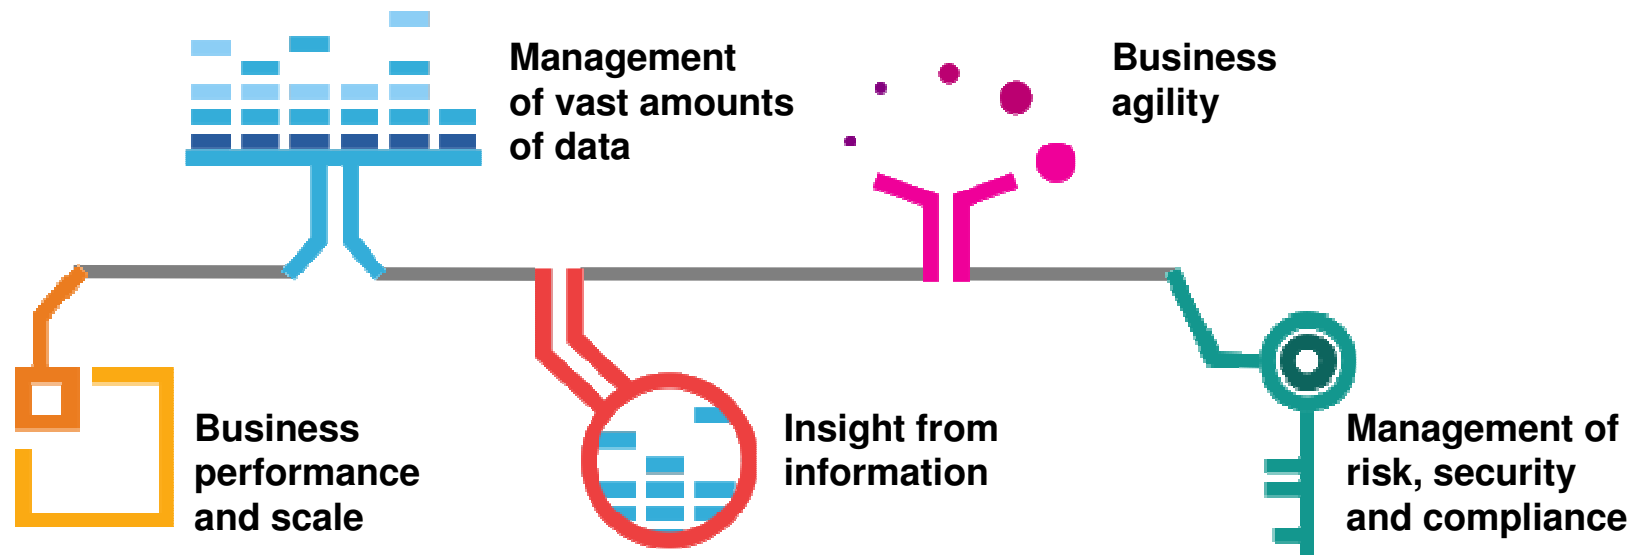 Management
of vast amounts
of data
Business
agility
Business
performance
and scale
Insight from
information
Management of
risk, security
and compliance